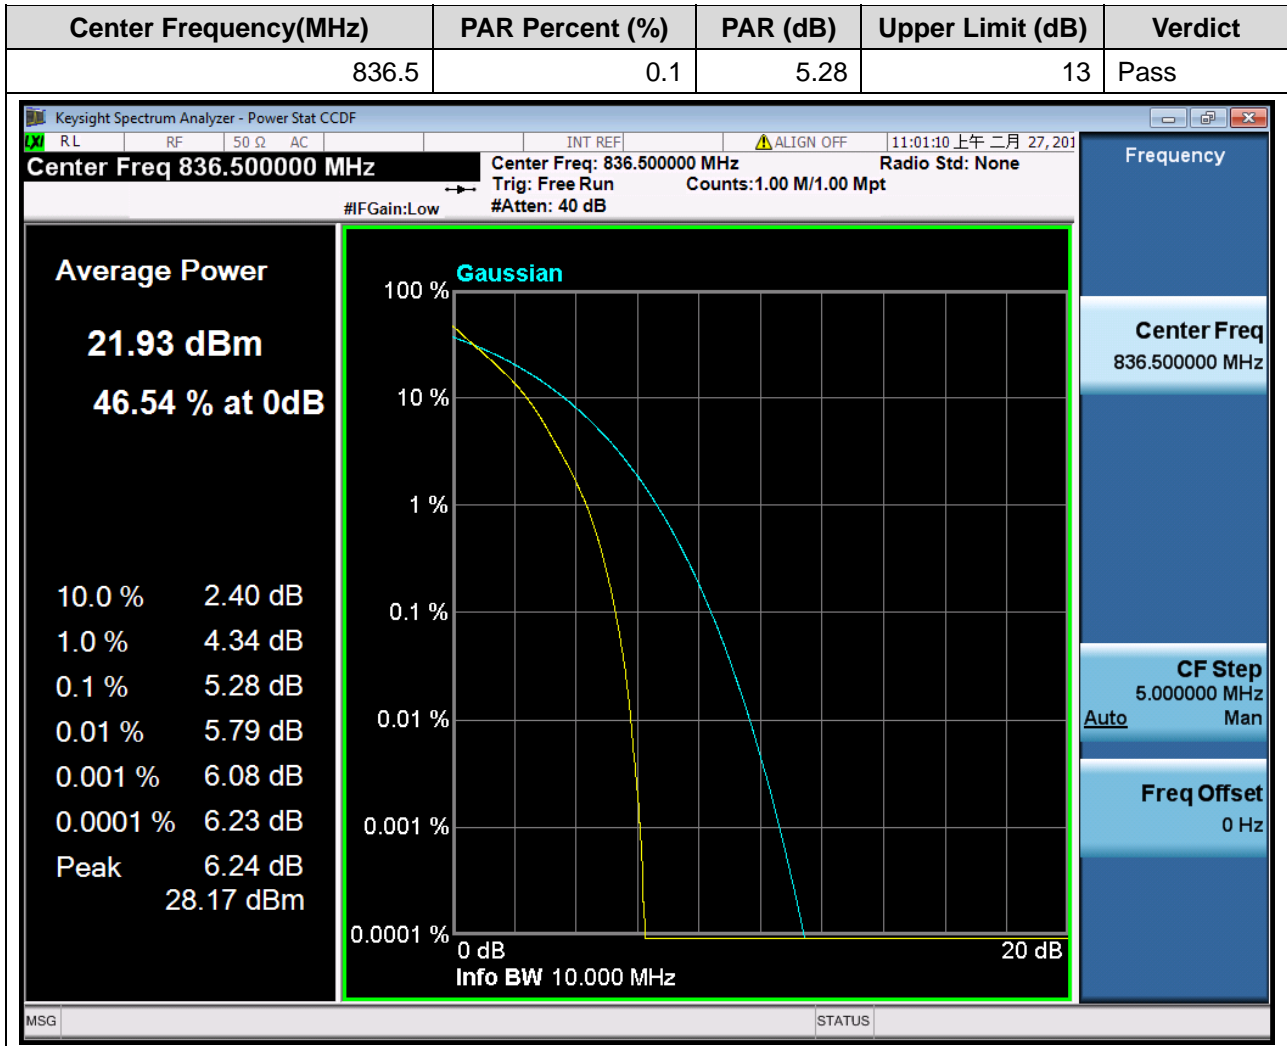 Center Frequency(MHz) PAR Percent (%) PAR (dB) Upper Limit (dB) Verdict
836.5 0.1 5.28 13 Pass
Keysight Spectrum Analyzer - Power Stat CCDF
LXI RL RF 50 Ω AC INT REF ALIGN OFF 11:01:10 上午 二月 27, 201
Center Freq 836.500000 MHz
Center Freq: 836.500000 MHz Radio Std: None
Trig: Free Run Counts:1.00 M/1.00 Mpt
#IFGain:Low #Atten: 40 dB
Frequency
Average Power
21.93 dBm
46.54 % at 0dB
10.0 % 2.40 dB
1.0 % 4.34 dB
0.1 % 5.28 dB
0.01 % 5.79 dB
0.001 % 6.08 dB
0.0001 % 6.23 dB
Peak 6.24 dB
28.17 dBm
Gaussian
100 %
10 %
1 %
0.1 %
0.01 %
0.001 %
0.0001 %
0 dB 20 dB
Info BW 10.000 MHz
Center Freq
836.500000 MHz
CF Step
5.000000 MHz
Auto Man
Freq Offset
0 Hz
MSG STATUS